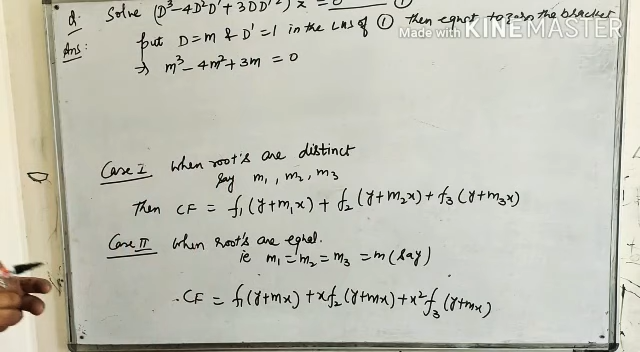 Q. Solve (D³ - 4D²D' + 3DD'²) z = 0 — ①
Ans: put D = m & D' = 1 in the LHS of ① then equat to zero the bracket
Made with KINEMASTER
→ m³ - 4m² + 3m = 0
Case I when root's are distinct
say m₁, m₂, m₃
Then CF = f₁(y+m₁x) + f₂(y+m₂x) + f₃(y+m₃x)
Case II when root's are equal.
ie m₁ = m₂ = m₃ = m (say)
CF = f₁(y+mx) + xf₂(y+mx) + x²f₃(y+mx)